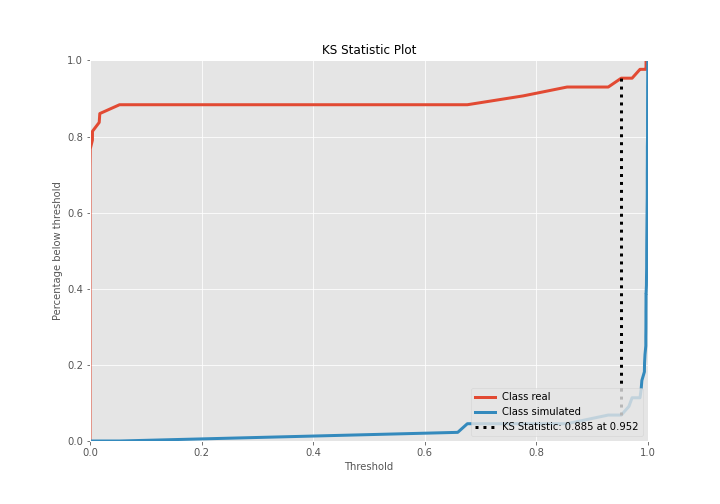 KS Statistic Plot
1.0
0.8
0.6
0.4
0.2
0.0
Percentage below threshold
Class real
Class simulated
KS Statistic: 0.885 at 0.952
0.0 0.2 0.4 0.6 0.8 1.0
Threshold